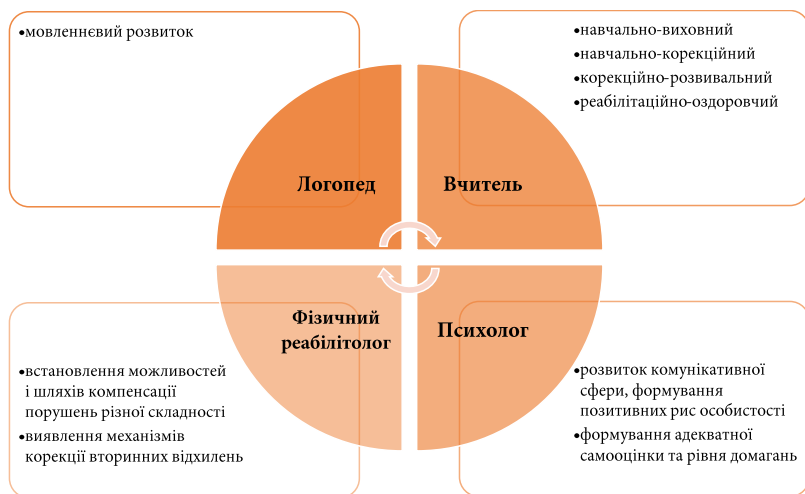 •мовленнєвий розвиток
•навчально-виховний
•навчально-корекційний
•корекційно-розвивальний
•реабілітаційно-оздоровчий
Логопед
Вчитель
Фізичний
реабілітолог
Психолог
•встановлення можливостей
і шляхів компенсації
порушень різної складності
•виявлення механізмів
корекції вторинних відхилень
•розвиток комунікативної
сфери, формування
позитивних рис особистості
•формування адекватної
самооцінки та рівня домагань